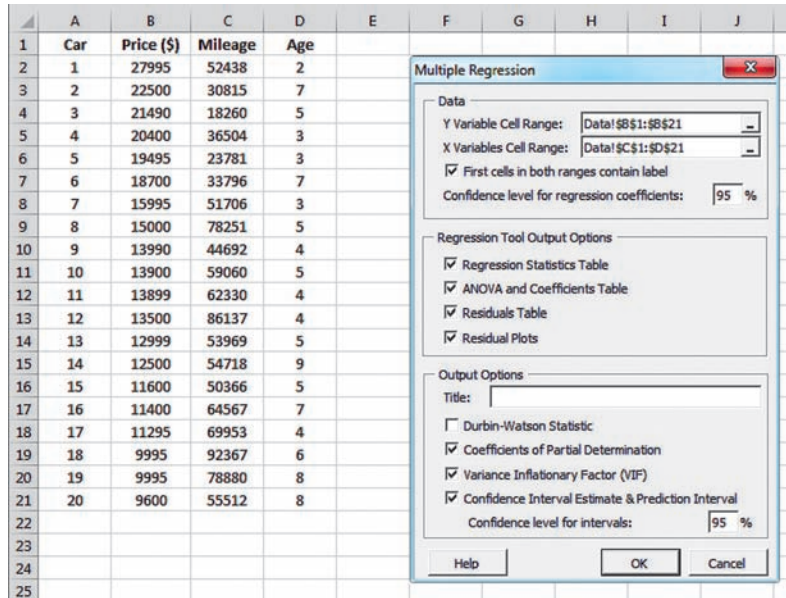 A B C D E F G H I J
1 Car Price ($) Mileage Age
2 1 27995 52438 2
3 2 22500 30815 7
4 3 21490 18260 5
5 4 20400 36504 3
6 5 19495 23781 3
7 6 18700 33796 7
8 7 15995 51706 3
9 8 15000 78251 5
10 9 13990 44692 4
11 10 13900 59060 5
12 11 13899 62330 4
13 12 13500 86137 4
14 13 12999 53969 5
15 14 12500 54718 9
16 15 11600 50366 5
17 16 11400 64567 7
18 17 11295 69953 4
19 18 9995 92367 6
20 19 9995 78880 8
21 20 9600 55512 8
22
23
24
25
Multiple Regression
Data
Y Variable Cell Range: Data!$B$1:$B$21
X Variables Cell Range: Data!$C$1:$D$21
First cells in both ranges contain label
Confidence level for regression coefficients: 95 %
Regression Tool Output Options
Regression Statistics Table
ANOVA and Coefficients Table
Residuals Table
Residual Plots
Output Options
Title:
Durbin-Watson Statistic
Coefficients of Partial Determination
Variance Inflationary Factor (VIF)
Confidence Interval Estimate & Prediction Interval
Confidence level for intervals: 95 %
Help OK Cancel